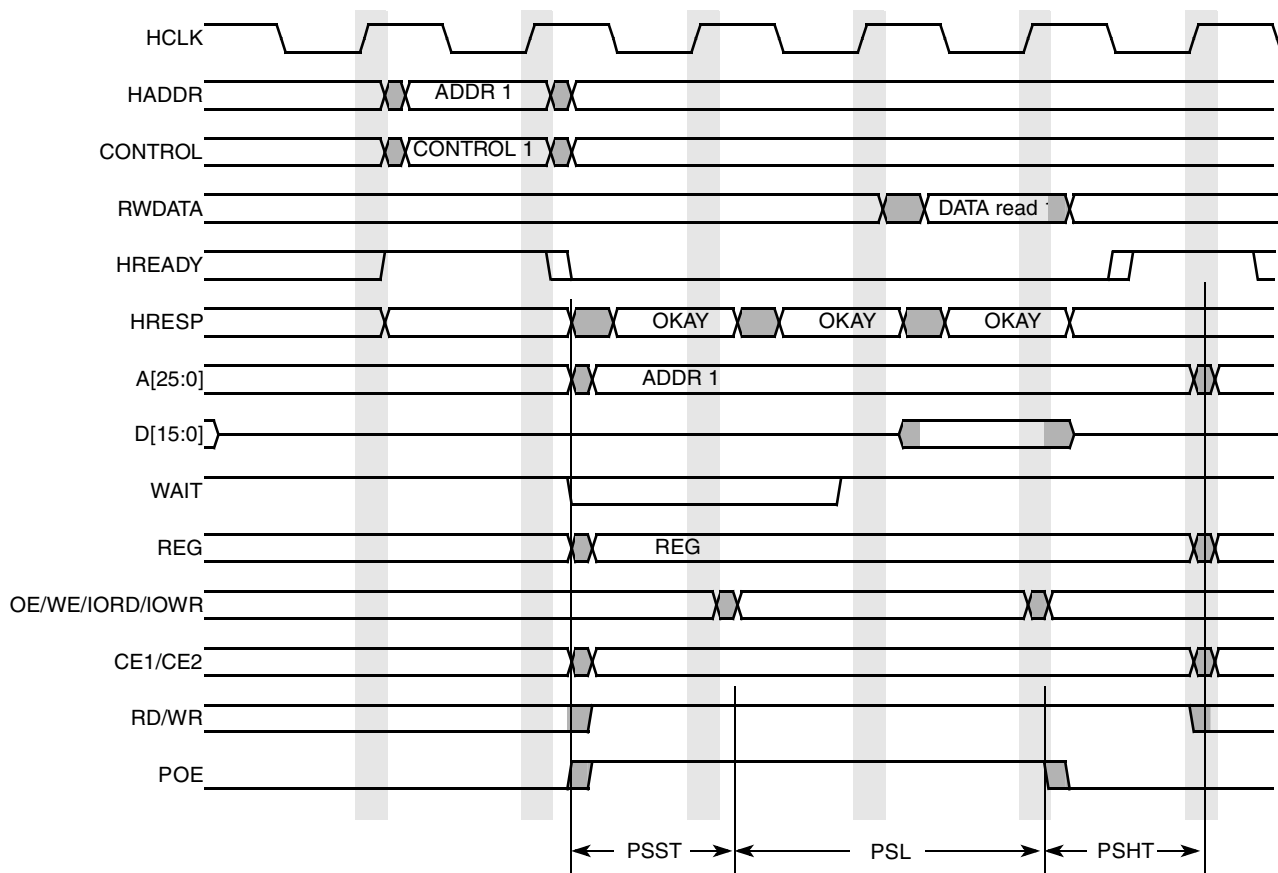 HCLK
HADDR
ADDR 1
CONTROL
CONTROL 1
RWDATA
DATA read
HREADY
HRESP
OKAY
OKAY
OKAY
A[25:0]
ADDR 1
D[15:0]
WAIT
REG
REG
OE/WE/IORD/IOWR
CE1/CE2
RD/WR
POE
PSST
PSL
PSHT